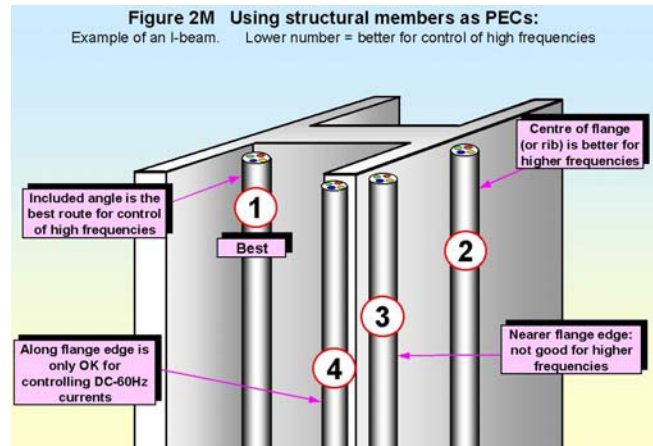 Figure 2M   Using structural members as PECs:
Example of an I-beam.   Lower number = better for control of high frequencies
Centre of flange
(or rib) is better for
higher frequencies
Included angle is the
best route for control
of high frequencies
1
Best
2
3
Along flange edge is
only OK for
controlling DC-60Hz
currents
4
Nearer flange edge:
not good for higher
frequencies